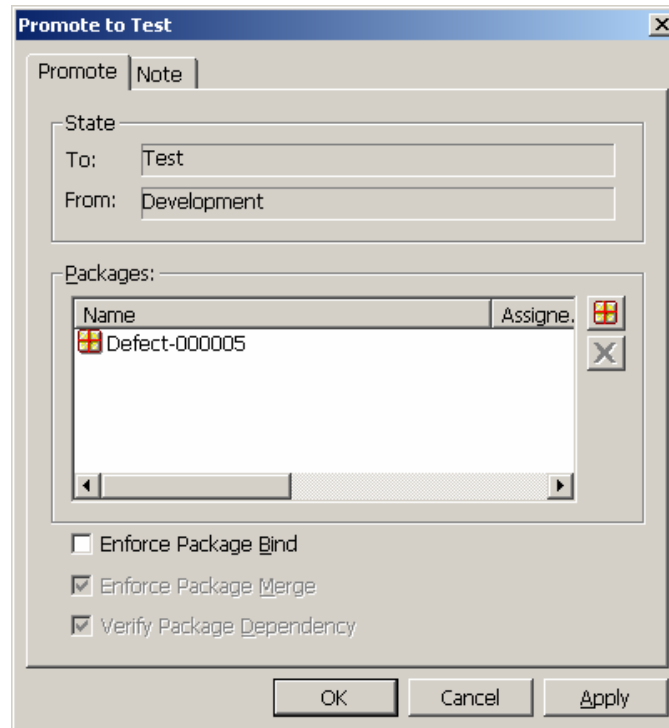 Promote to Test
Promote Note
State
To: Test
From: Development
Packages:
Name Assigne.
Defect-000005
Enforce Package Bind
Enforce Package Merge
Verify Package Dependency
OK Cancel Apply